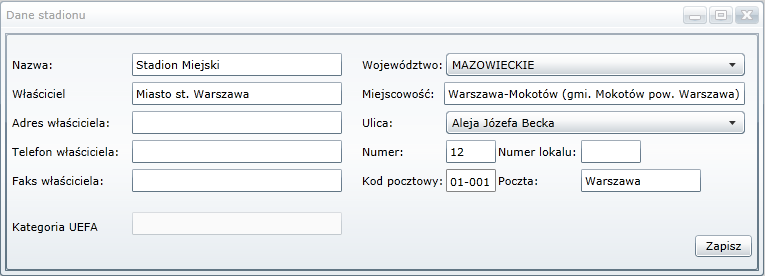 Dane stadionu
Nazwa: Stadion Miejski Województwo: MAZOWIECKIE
Właściciel Miasto st. Warszawa Miejscowość: Warszawa-Mokotów (gmi. Mokotów pow. Warszawa)
Adres właściciela: Ulica: Aleja Józefa Becka
Telefon właściciela: Numer: 12 Numer lokalu:
Faks właściciela: Kod pocztowy: 01-001 Poczta: Warszawa
Kategoria UEFA
Zapisz